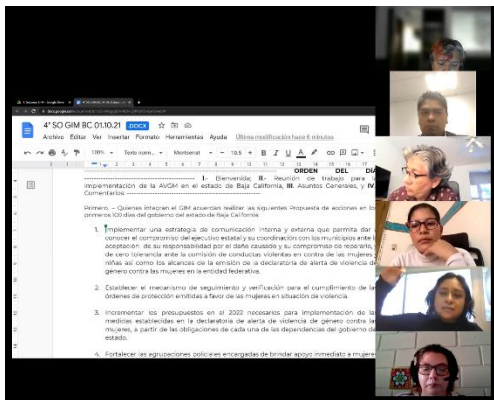 4° SO GIM BC 01.10.21 DOCX
Archivo Editar Ver Insertar Formato Herramientas Ayuda Última modificación hace 6 minutos
100% Texto norm... Montserrat 10.5
ORDEN DEL DÍA
I.- Bienvenida; II.- Reunión de trabajo para la
implementación de la AVGM en el estado de Baja California, III. Asuntos Generales, y IV.
Comentarios
Primero. – Quienes integran el GIM acuerdan realizar las siguientes Propuesta de acciones en los
primeros 100 días del gobierno del estado de Baja California
1. Implementar una estrategia de comunicación interna y externa que permita dar a
conocer el compromiso del ejecutivo estatal y su coordinación con los municipios ante la
aceptación de su responsabilidad por el daño causado y su compromiso de repararlo, y
de cero tolerancia ante la comisión de conductas violentas en contra de las mujeres y
niñas así como los alcances de la emisión de la declaratoria de alerta de violencia de
género contra las mujeres en la entidad federativa.
2. Establecer el mecanismo de seguimiento y verificación para el cumplimiento de las
órdenes de protección emitidas a favor de las mujeres en situación de violencia.
3. Incrementar los presupuestos en el 2022 necesarios para implementación de las
medidas establecidas en la declaratoria de alerta de violencia de género contra las
mujeres, a partir de las obligaciones de cada una de las dependencias del gobierno del
estado.
4. Fortalecer las agrupaciones policiales encargadas de brindar apoyo inmediato a mujeres